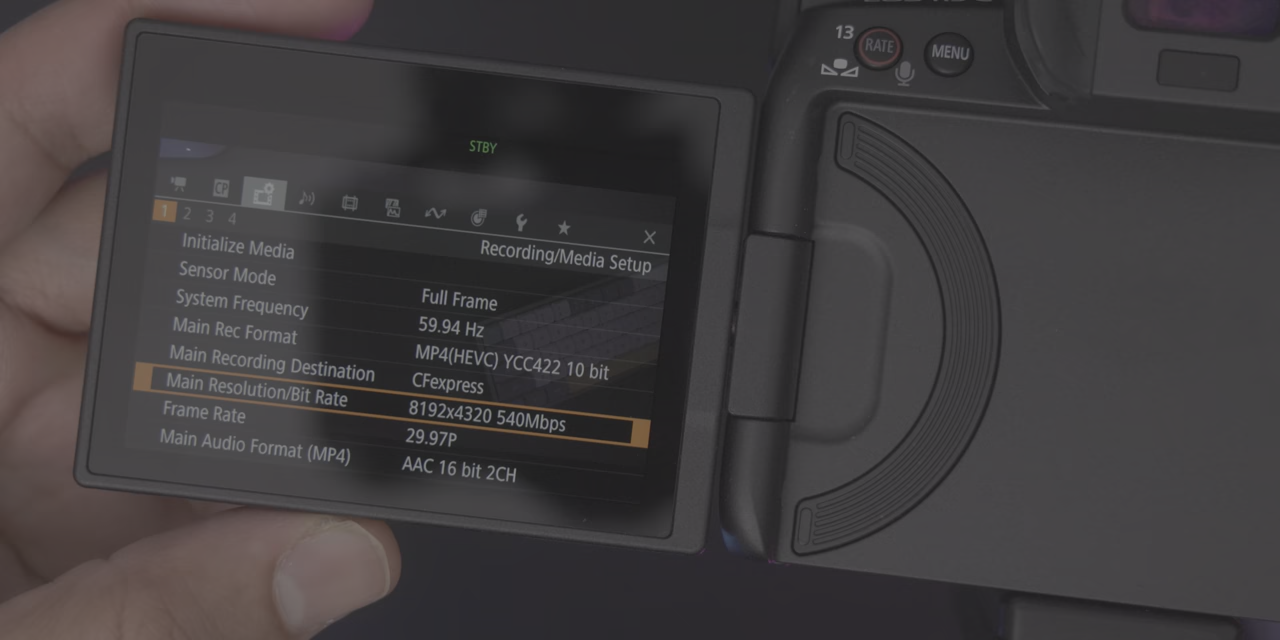 13
RATE
MENU
STBY
1 2 3 4
Recording/Media Setup
Initialize Media
Sensor Mode Full Frame
System Frequency 59.94 Hz
Main Rec Format MP4(HEVC) YCC422 10 bit
Main Recording Destination CFexpress
Main Resolution/Bit Rate 8192x4320 540Mbps
Frame Rate 29.97P
Main Audio Format (MP4) AAC 16 bit 2CH